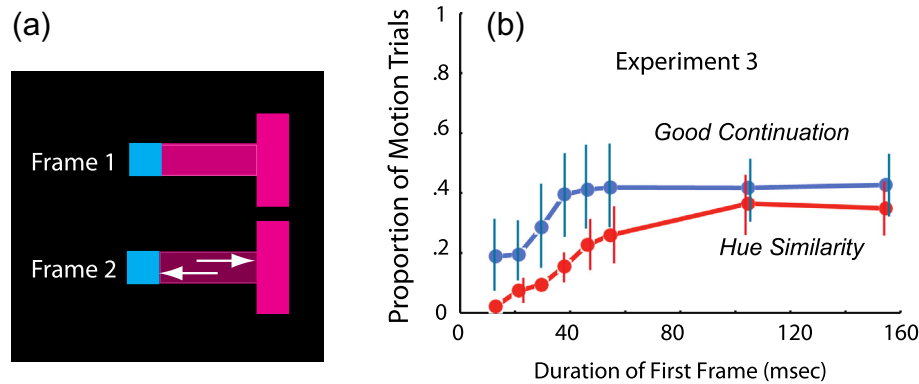 (a)
Frame 1
Frame 2
(b)
Proportion of Motion Trials
1
.8
.6
.4
.2
0
Experiment 3
Good Continuation
Hue Similarity
0 40 80 120 160
Duration of First Frame (msec)